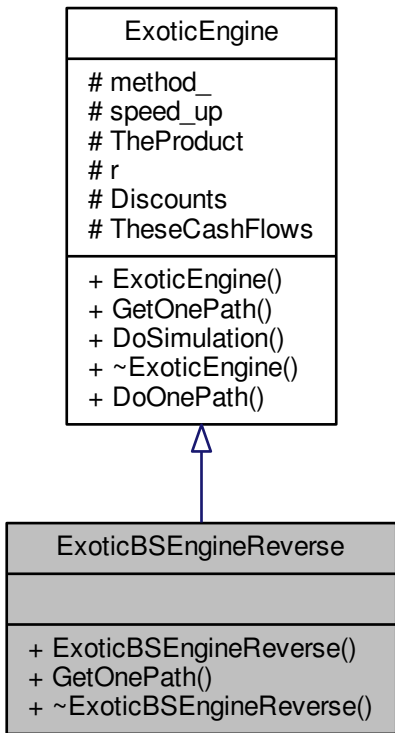 ExoticEngine
# method_
# speed_up
# TheProduct
# r
# Discounts
# TheseCashFlows
+ ExoticEngine()
+ GetOnePath()
+ DoSimulation()
+ ~ExoticEngine()
+ DoOnePath()
ExoticBSEngineReverse
+ ExoticBSEngineReverse()
+ GetOnePath()
+ ~ExoticBSEngineReverse()